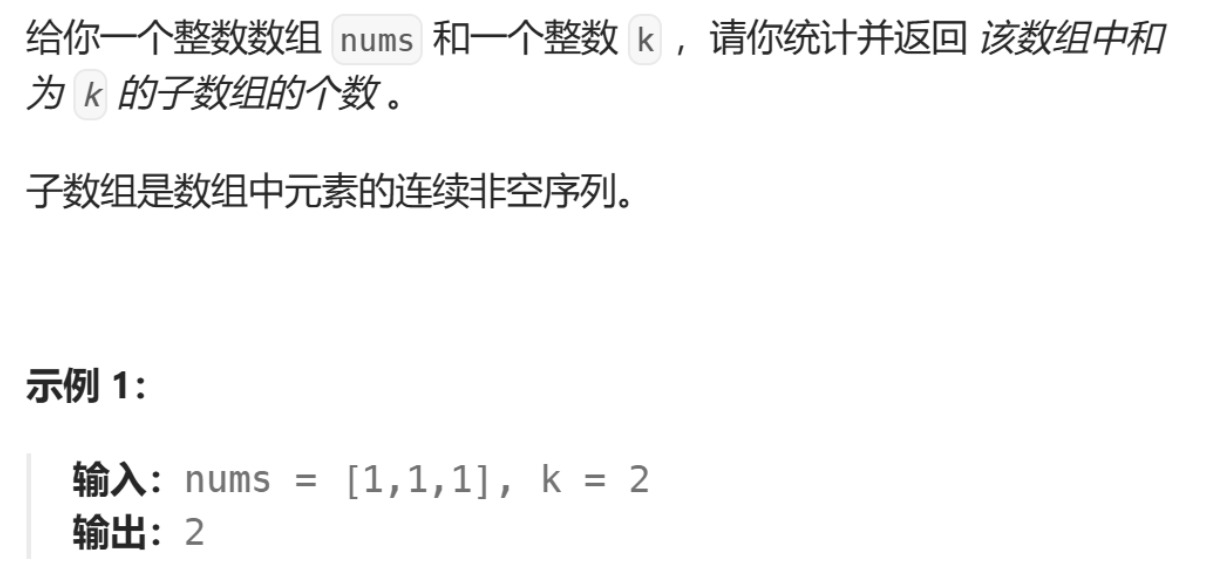 给你一个整数数组 nums 和一个整数 k ，请你统计并返回 该数组中和
为 k 的子数组的个数 。
子数组是数组中元素的连续非空序列。
示例 1：
输入：nums = [1,1,1], k = 2
输出：2